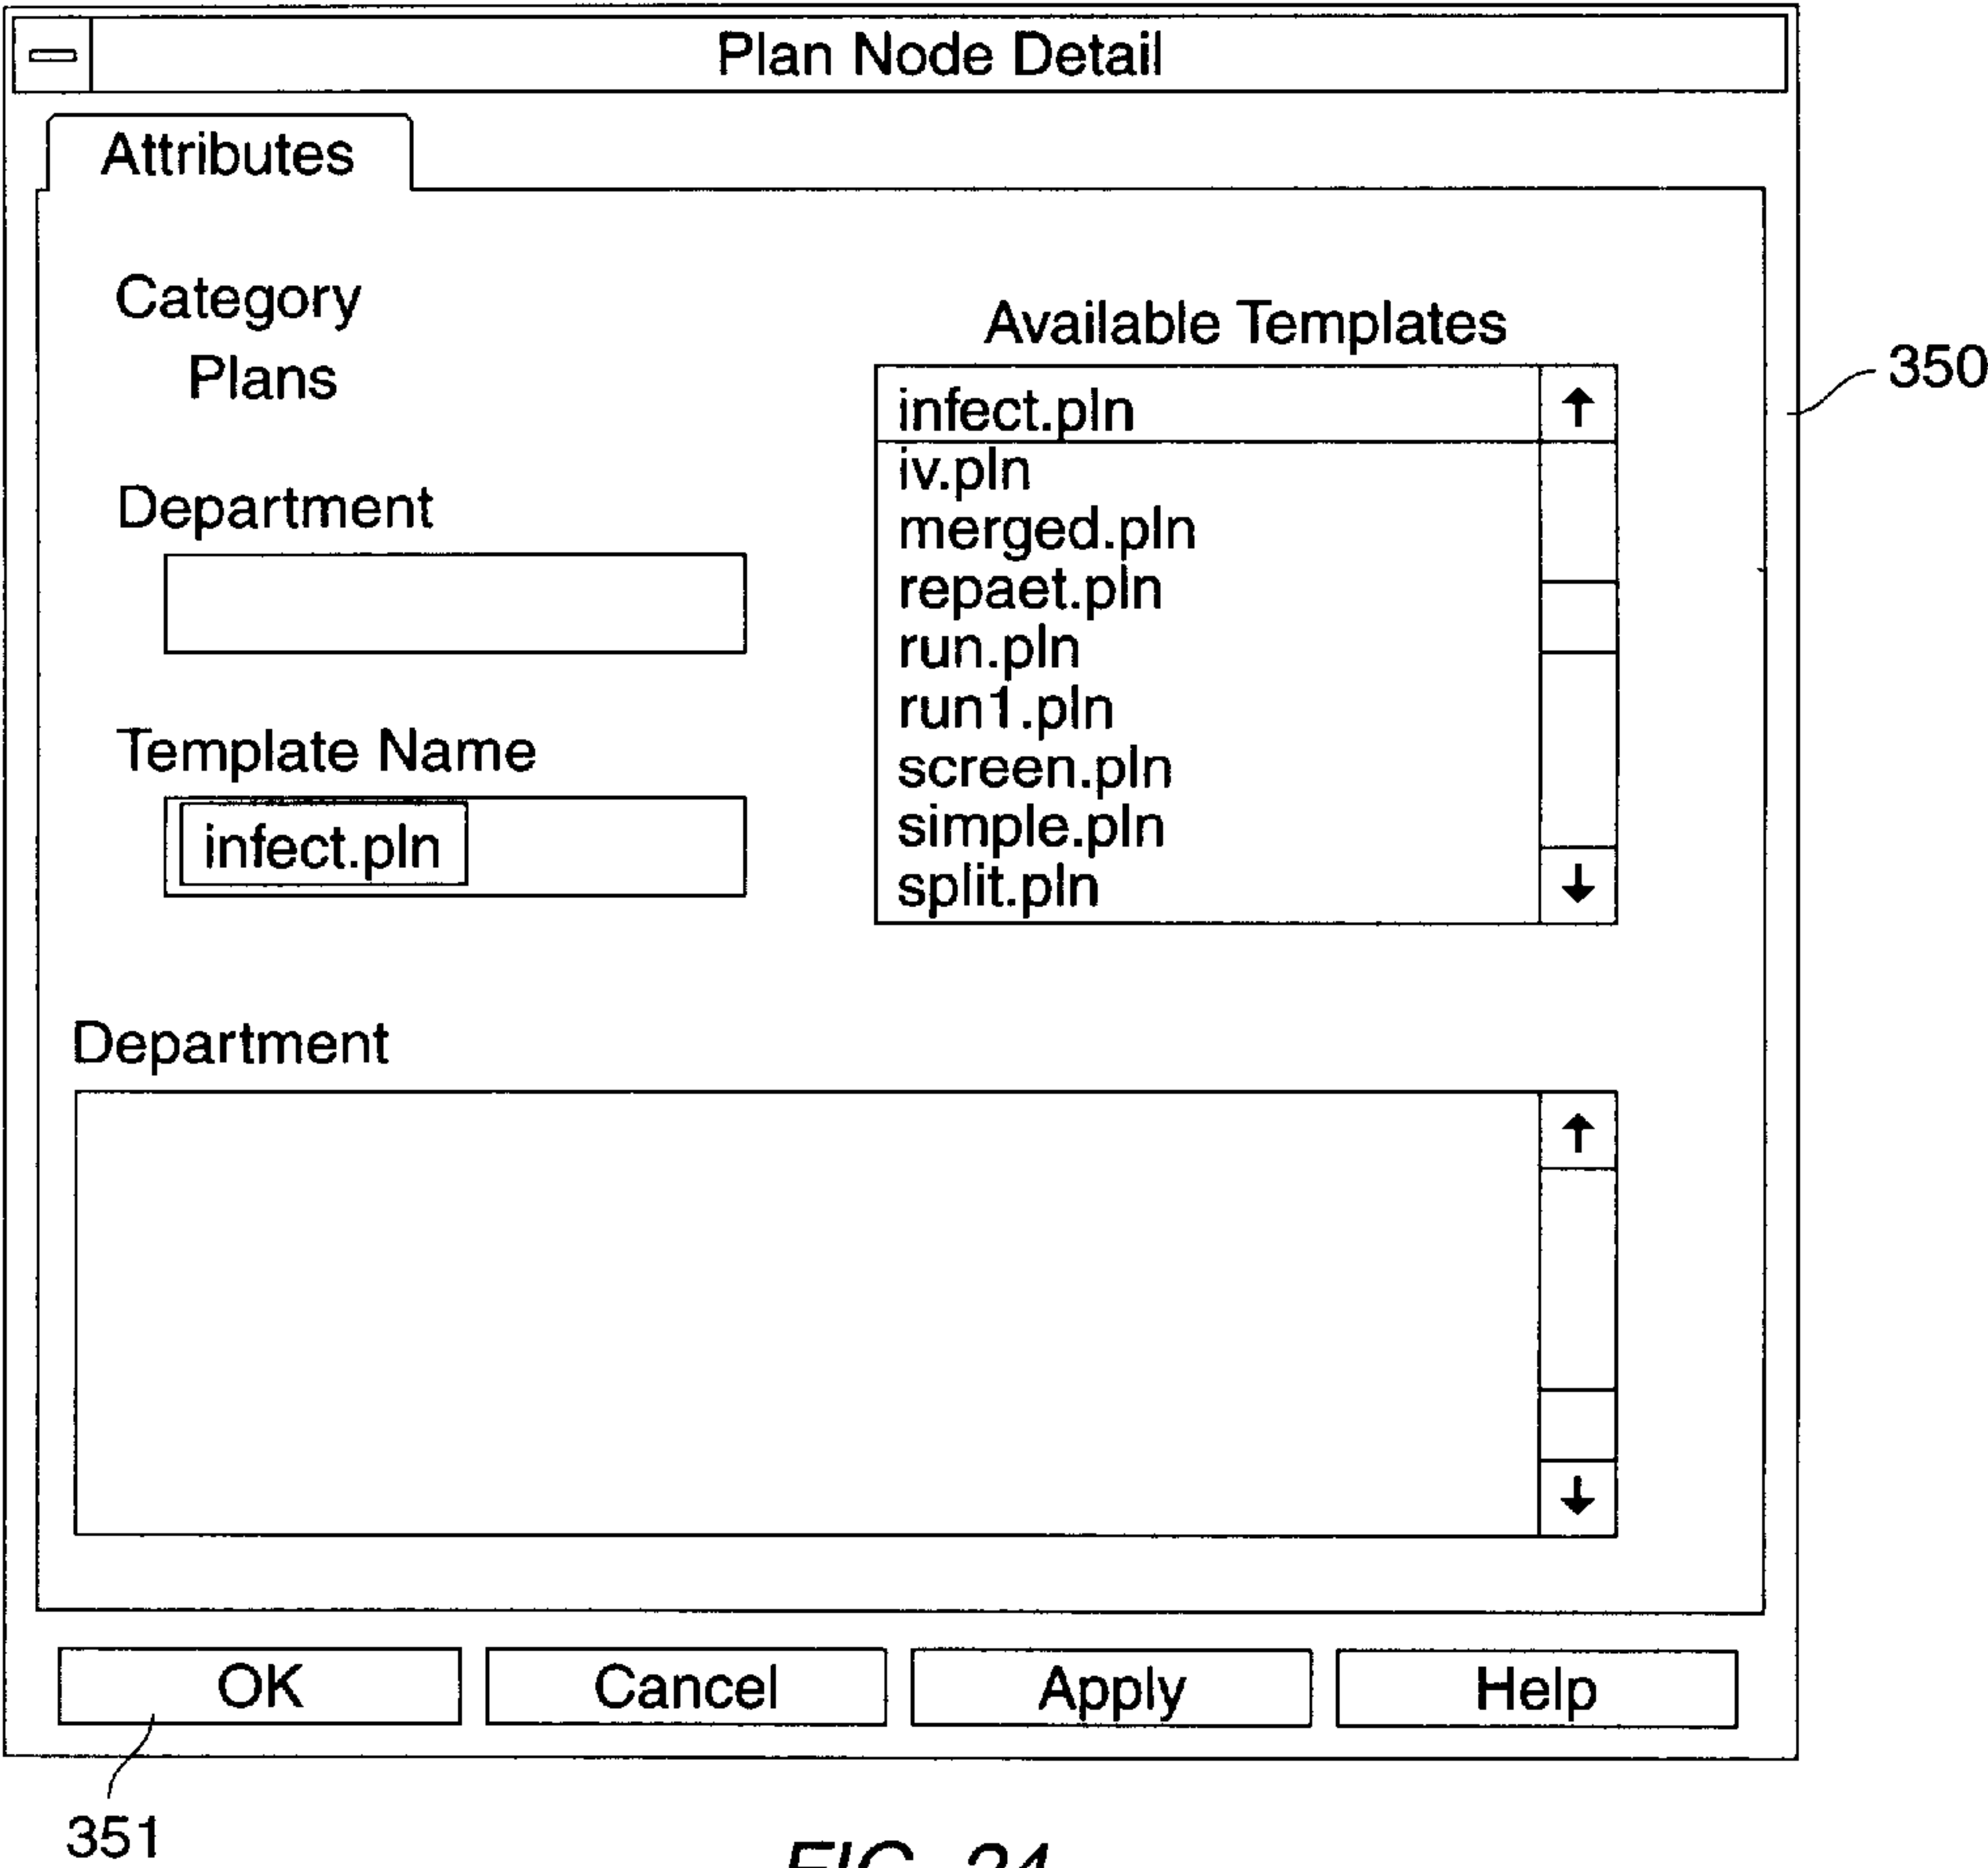 Plan Node Detail
Attributes
Category
Plans
Department
Template Name
infect.pln
Available Templates
infect.pln
iv.pln
merged.pln
repaet.pln
run.pln
run1.pln
screen.pln
simple.pln
split.pln
350
Department
OK
Cancel
Apply
Help
351
FIG. 24